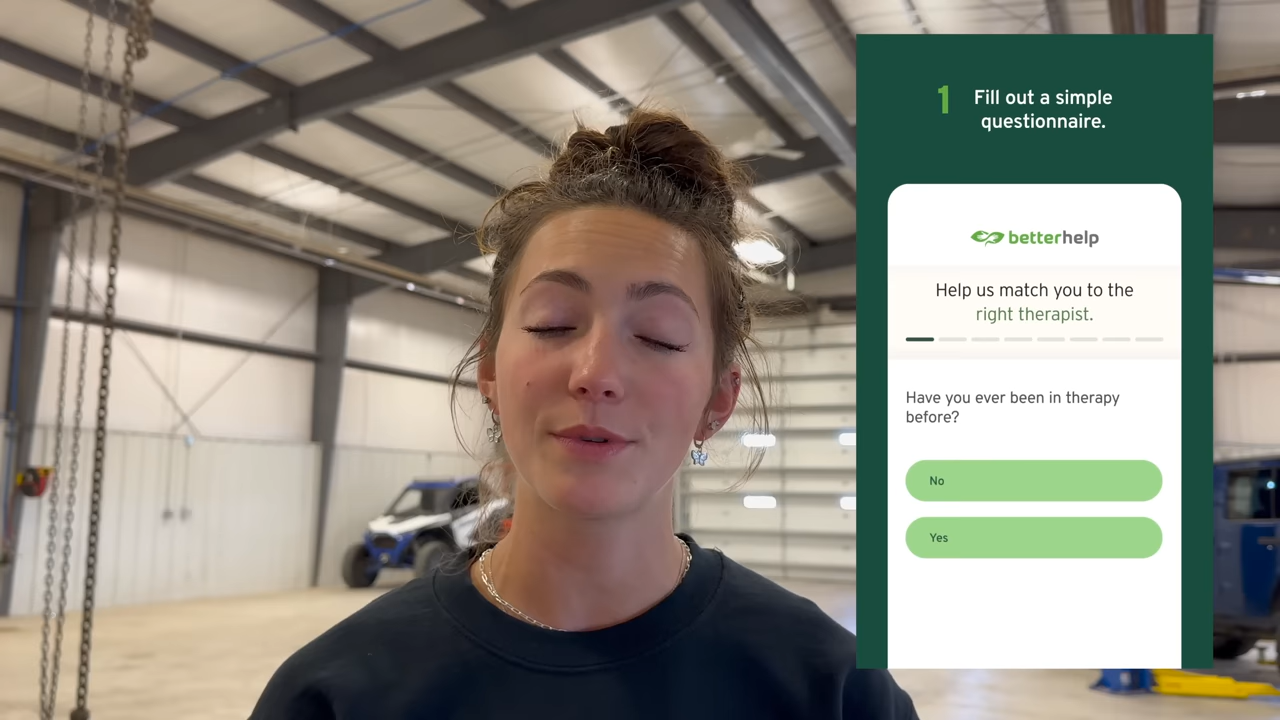 1 Fill out a simple
questionnaire.
betterhelp
Help us match you to the
right therapist.
Have you ever been in therapy
before?
No
Yes